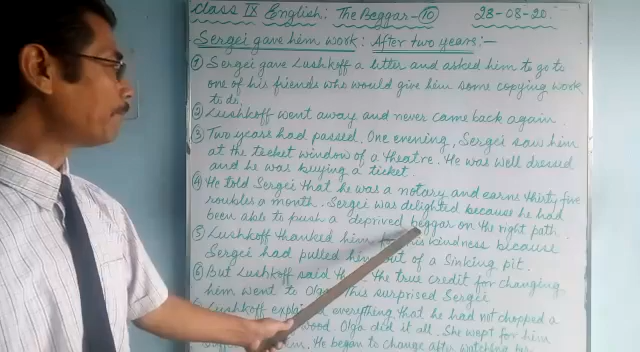 Class IX English: The Beggar - 10 28-08-20.
Sergei gave him work: After two years:-
1 Sergei gave Lushkoff a letter and asked him to go to
one of his friends who would give him some copying work
to do.
2 Lushkoff went away and never came back again.
3 Two years had passed. One evening, Sergei saw him
at the ticket window of a theatre. He was well dressed
and he was buying a ticket.
4 He told Sergei that he was a notary and earns thirty five
roubles a month. Sergei was delighted because he had
been able to push a deprived beggar on the right path
5 Lushkoff thanked him his kindness because
Sergei had pulled out of a sinking pit.
6 But Lushkoff said the true credit for changing
him went to Olga This surprised Sergei
Lushkoff everything that he had not chopped a
wood Olga did it all. She wept for him
him. He began to change after watching her